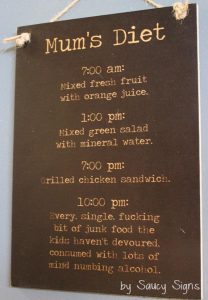 Mum's Diet
7:00 am:
Mixed fresh fruit
with orange juice.
1:00 pm:
Mixed green salad
with mineral water.
7:00 pm:
Grilled chicken sandwich.
10:00 pm:
Every. single. fucking
bit of junk food the
kids haven't devoured.
consumed with lots of
mind numbing alcohol.
by Saucy Signs